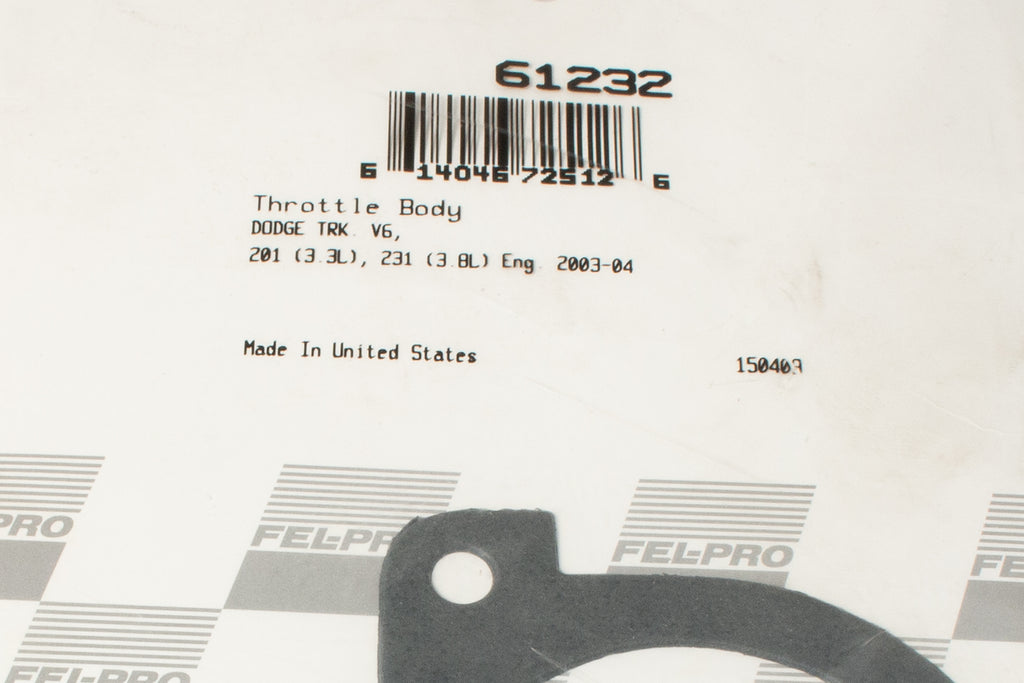 61232
6 14046 72512 6
Throttle Body
DODGE TRK. V6,
201 (3.3L), 231 (3.8L) Eng. 2003-04
Made In United States
FEL-PRO
FEL-PRO
FEL-PRO